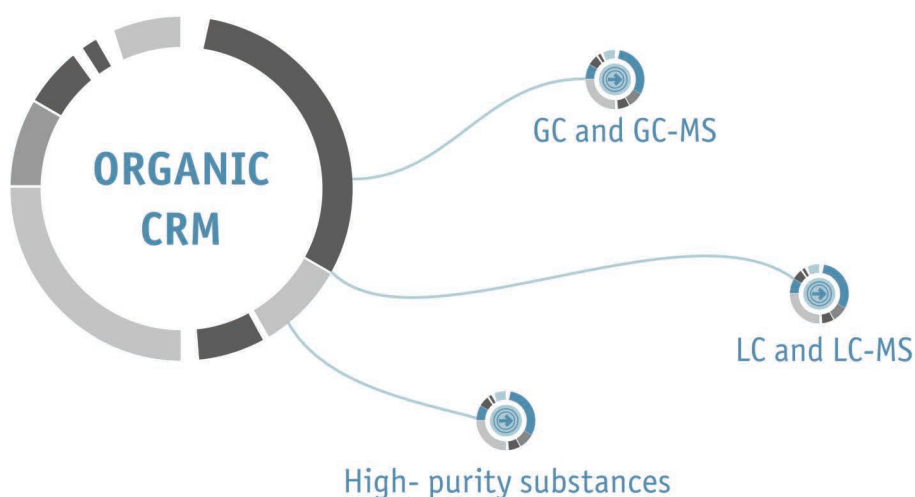 ORGANIC
CRM
GC and GC-MS
LC and LC-MS
High- purity substances